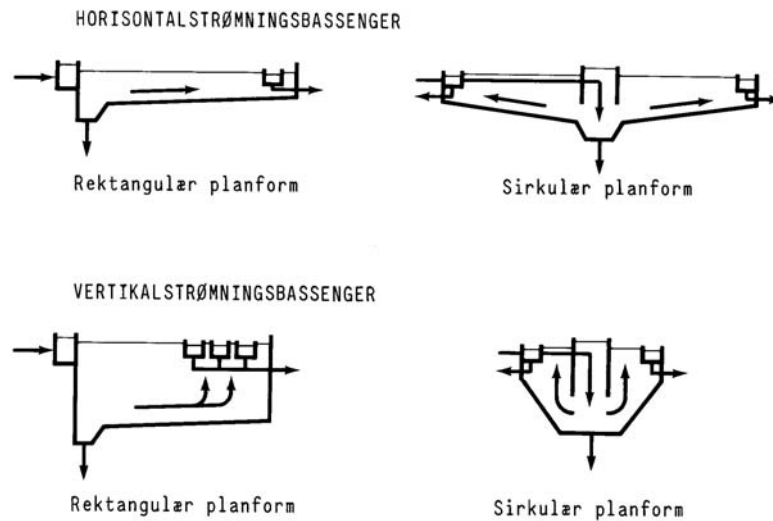 HORISONTALSTRØMNINGSBASSENGER
Rektangulær planform
Sirkulær planform
VERTIKALSTRØMNINGSBASSENGER
Rektangulær planform
Sirkulær planform